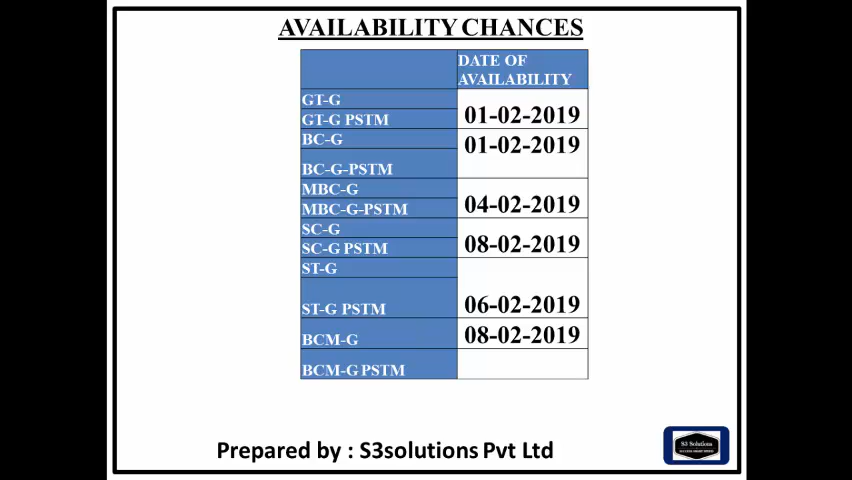 AVAILABILITY CHANCES
DATE OF
AVAILABILITY
GT-G
GT-G PSTM
01-02-2019
BC-G
01-02-2019
BC-G-PSTM
MBC-G
MBC-G-PSTM
04-02-2019
SC-G
SC-G PSTM
08-02-2019
ST-G
ST-G PSTM
06-02-2019
BCM-G
08-02-2019
BCM-G PSTM
Prepared by : S3solutions Pvt Ltd
S3 Solutions